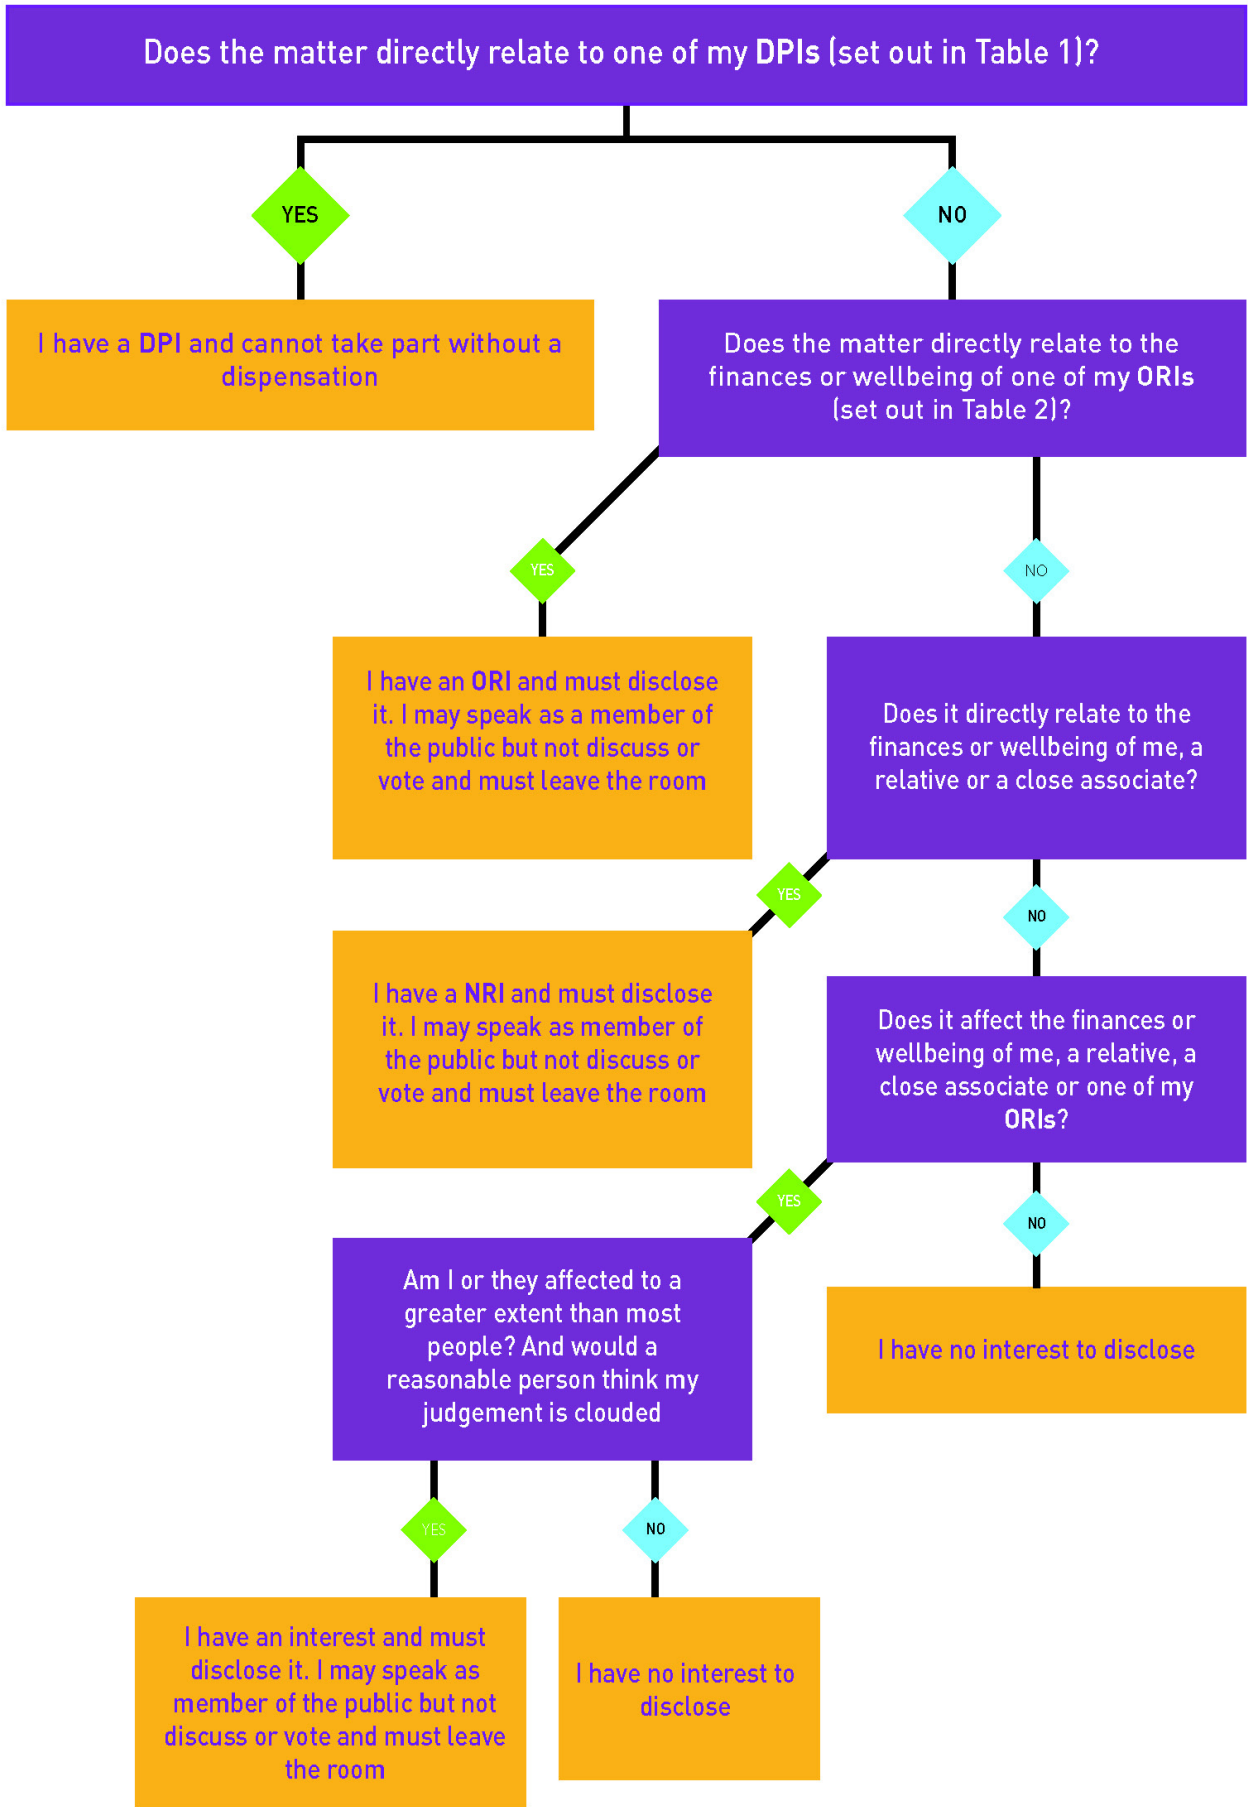 Does the matter directly relate to one of my DPIs (set out in Table 1)?
YES
NO
I have a DPI and cannot take part without a
dispensation
Does the matter directly relate to the
finances or wellbeing of one of my ORIs
(set out in Table 2)?
YES
NO
I have an ORI and must disclose
it. I may speak as a member of
the public but not discuss or
vote and must leave the room
Does it directly relate to the
finances or wellbeing of me, a
relative or a close associate?
YES
NO
I have a NRI and must disclose
it. I may speak as member of
the public but not discuss or
vote and must leave the room
Does it affect the finances or
wellbeing of me, a relative, a
close associate or one of my
ORIs?
YES
NO
Am I or they affected to a
greater extent than most
people? And would a
reasonable person think my
judgement is clouded
I have no interest to disclose
YES
NO
I have an interest and must
disclose it. I may speak as
member of the public but not
discuss or vote and must leave
the room
I have no interest to
disclose